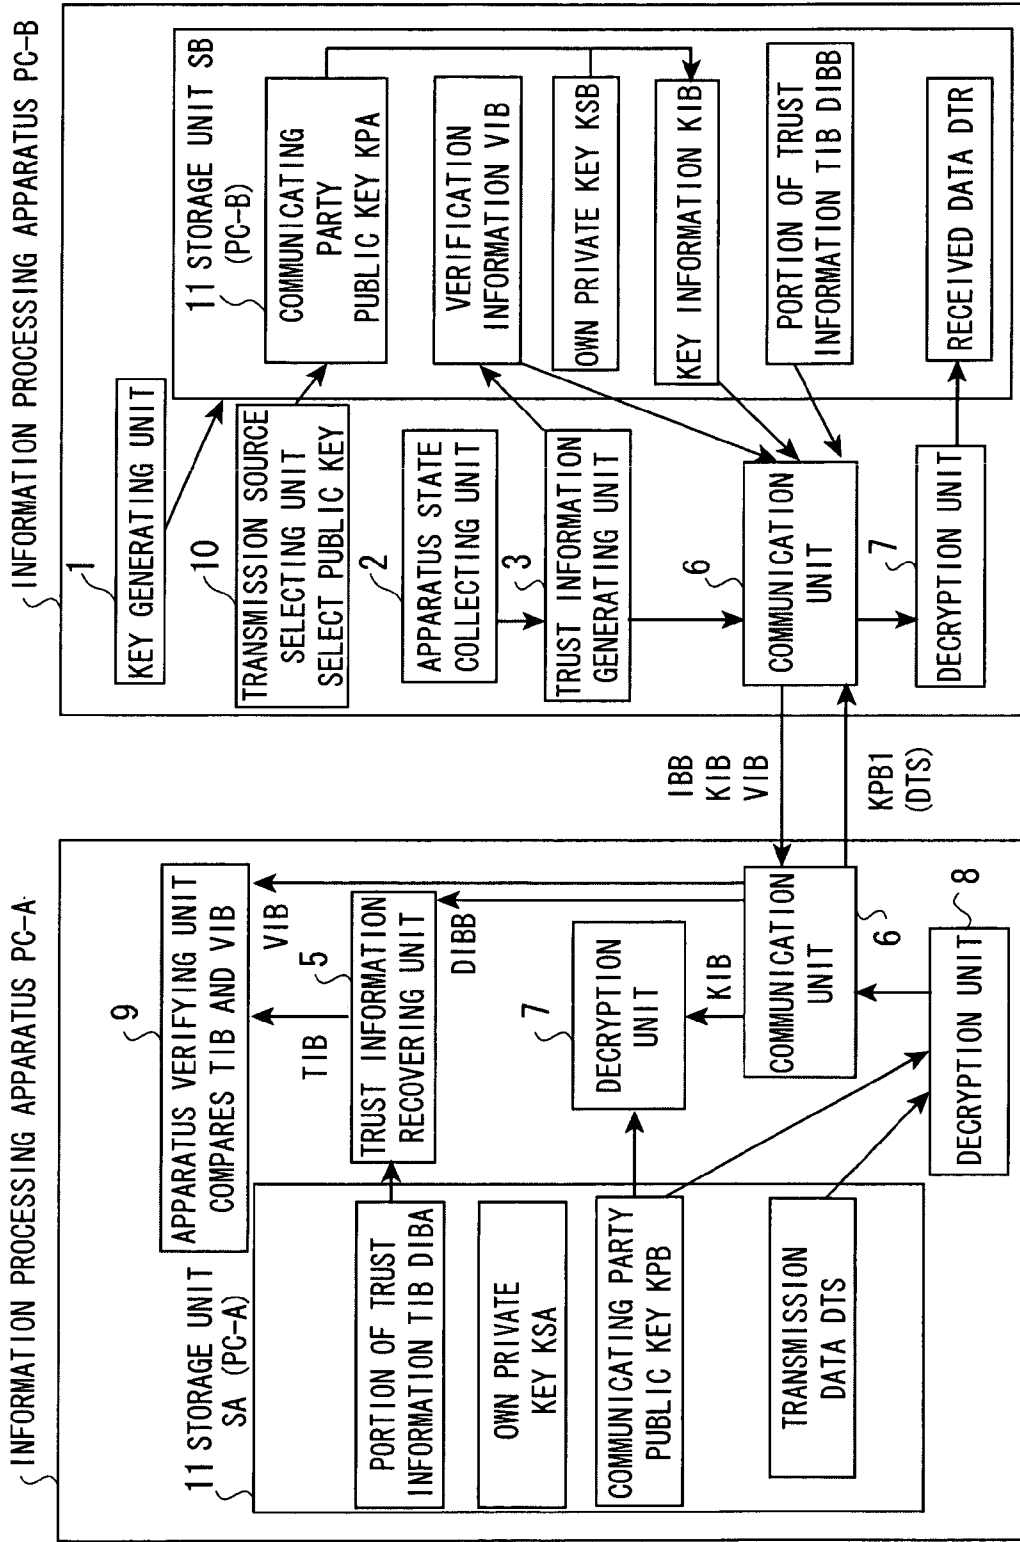 INFORMATION PROCESSING APPARATUS PC-A
9
APPARATUS VERIFYING UNIT
COMPARES TIB AND VIB
VIB
TIB
11 STORAGE UNIT
SA (PC-A)
PORTION OF TRUST
INFORMATION TIB DIBA
5
TRUST INFORMATION
RECOVERING UNIT
DIBB
OWN PRIVATE
KEY KSA
COMMUNICATING PARTY
PUBLIC KEY KPB
7
DECRYPTION
UNIT
KIB
TRANSMISSION
DATA DTS
COMMUNICATION
UNIT
6
DECRYPTION UNIT
8
IBB
KIB
VIB
KPB1
(DTS)
INFORMATION PROCESSING APPARATUS PC-B
1
KEY GENERATING UNIT
11 STORAGE UNIT SB
(PC-B)
10
TRANSMISSION SOURCE
SELECTING UNIT
SELECT PUBLIC KEY
COMMUNICATING
PARTY
PUBLIC KEY KPA
2
APPARATUS STATE
COLLECTING UNIT
VERIFICATION
INFORMATION VIB
3
TRUST INFORMATION
GENERATING UNIT
OWN PRIVATE KEY KSB
KEY INFORMATION KIB
6
COMMUNICATION
UNIT
PORTION OF TRUST
INFORMATION TIB DIBB
7
DECRYPTION UNIT
RECEIVED DATA DTR